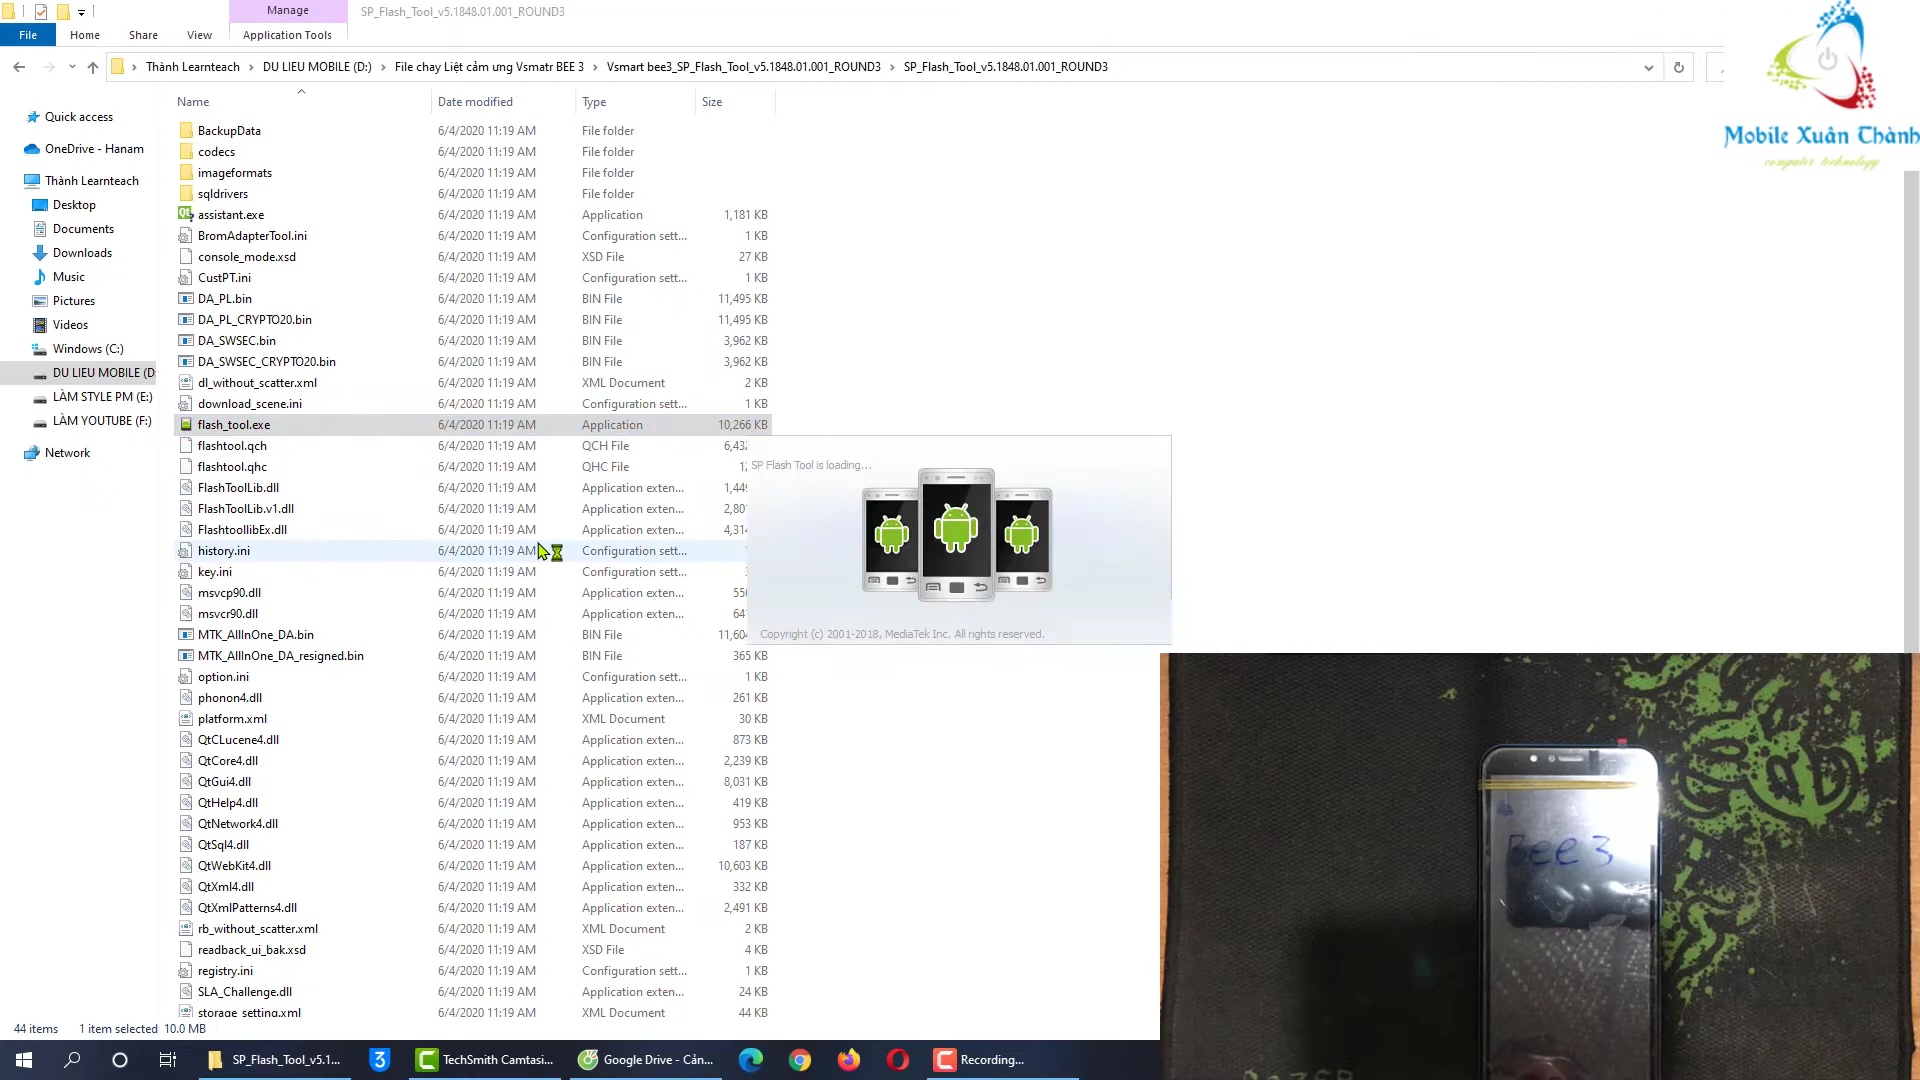 Manage
SP_Flash_Tool_v5.1848.01.001_ROUND3
File
Home
Share
View
Application Tools
Thành Learnteach
DU LIEU MOBILE (D:)
File chay Liệt cảm ưng Vsmatr BEE 3
Vsmart bee3_SP_Flash_Tool_v5.1848.01.001_ROUND3
SP_Flash_Tool_v5.1848.01.001_ROUND3
Mobile Xuân Thành
computer technology
Quick access
OneDrive - Hanam
Thành Learnteach
Desktop
Documents
Downloads
Music
Pictures
Videos
Windows (C:)
DU LIEU MOBILE (D:
LÀM STYLE PM (E:)
LÀM YOUTUBE (F:)
Network
Name Date modified Type Size
BackupData 6/4/2020 11:19 AM File folder
codecs 6/4/2020 11:19 AM File folder
imageformats 6/4/2020 11:19 AM File folder
sqldrivers 6/4/2020 11:19 AM File folder
assistant.exe 6/4/2020 11:19 AM Application 1,181 KB
BromAdapterTool.ini 6/4/2020 11:19 AM Configuration sett... 1 KB
console_mode.xsd 6/4/2020 11:19 AM XSD File 27 KB
CustPT.ini 6/4/2020 11:19 AM Configuration sett... 1 KB
DA_PL.bin 6/4/2020 11:19 AM BIN File 11,495 KB
DA_PL_CRYPTO20.bin 6/4/2020 11:19 AM BIN File 11,495 KB
DA_SWSEC.bin 6/4/2020 11:19 AM BIN File 3,962 KB
DA_SWSEC_CRYPTO20.bin 6/4/2020 11:19 AM BIN File 3,962 KB
dl_without_scatter.xml 6/4/2020 11:19 AM XML Document 2 KB
download_scene.ini 6/4/2020 11:19 AM Configuration sett... 1 KB
flash_tool.exe 6/4/2020 11:19 AM Application 10,266 KB
flashtool.qch 6/4/2020 11:19 AM QCH File 6,432
flashtool.qhc 6/4/2020 11:19 AM QHC File 12
FlashToolLib.dll 6/4/2020 11:19 AM Application exten... 1,449
FlashToolLib.v1.dll 6/4/2020 11:19 AM Application exten... 2,801
FlashtoollibEx.dll 6/4/2020 11:19 AM Application exten... 4,314
history.ini 6/4/2020 11:19 AM Configuration sett...
key.ini 6/4/2020 11:19 AM Configuration sett...
msvcp90.dll 6/4/2020 11:19 AM Application exten... 556
msvcr90.dll 6/4/2020 11:19 AM Application exten... 641
MTK_AllInOne_DA.bin 6/4/2020 11:19 AM BIN File 11,604
MTK_AllInOne_DA_resigned.bin 6/4/2020 11:19 AM BIN File 365 KB
option.ini 6/4/2020 11:19 AM Configuration sett... 1 KB
phonon4.dll 6/4/2020 11:19 AM Application exten... 261 KB
platform.xml 6/4/2020 11:19 AM XML Document 30 KB
QtCLucene4.dll 6/4/2020 11:19 AM Application exten... 873 KB
QtCore4.dll 6/4/2020 11:19 AM Application exten... 2,239 KB
QtGui4.dll 6/4/2020 11:19 AM Application exten... 8,031 KB
QtHelp4.dll 6/4/2020 11:19 AM Application exten... 419 KB
QtNetwork4.dll 6/4/2020 11:19 AM Application exten... 953 KB
QtSql4.dll 6/4/2020 11:19 AM Application exten... 187 KB
QtWebKit4.dll 6/4/2020 11:19 AM Application exten... 10,603 KB
QtXml4.dll 6/4/2020 11:19 AM Application exten... 332 KB
QtXmlPatterns4.dll 6/4/2020 11:19 AM Application exten... 2,491 KB
rb_without_scatter.xml 6/4/2020 11:19 AM XML Document 2 KB
readback_ui_bak.xsd 6/4/2020 11:19 AM XSD File 4 KB
registry.ini 6/4/2020 11:19 AM Configuration sett... 1 KB
SLA_Challenge.dll 6/4/2020 11:19 AM Application exten... 24 KB
storage_setting.xml 6/4/2020 11:19 AM XML Document 44 KB
SP Flash Tool is loading...
Copyright (c) 2001-2018, MediaTek Inc. All rights reserved.
Bee 3
44 items 1 item selected 10.0 MB
SP_Flash_Tool_v5.1...
TechSmith Camtasi...
Google Drive - Cản...
Recording...